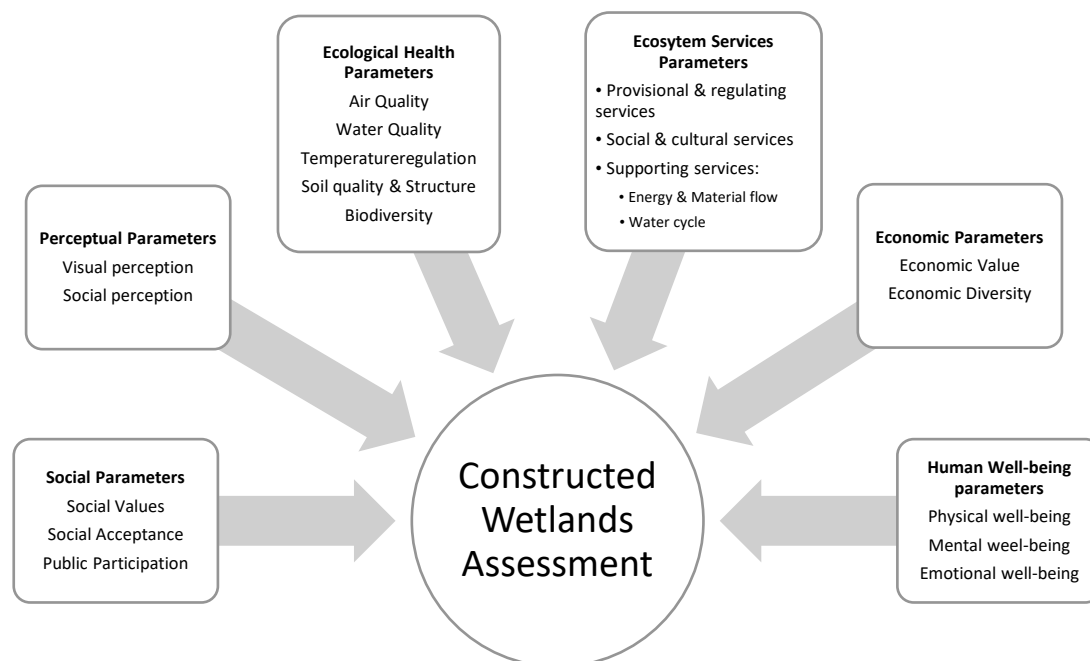 Ecological Health
Parameters
Air Quality
Water Quality
Temperatureregulation
Soil quality & Structure
Biodiversity
Ecosytem Services
Parameters
• Provisional & regulating
services
• Social & cultural services
• Supporting services:
• Energy & Material flow
• Water cycle
Perceptual Parameters
Visual perception
Social perception
Economic Parameters
Economic Value
Economic Diversity
Social Parameters
Social Values
Social Acceptance
Public Participation
Constructed
Wetlands
Assessment
Human Well-being
parameters
Physical well-being
Mental weel-being
Emotional well-being